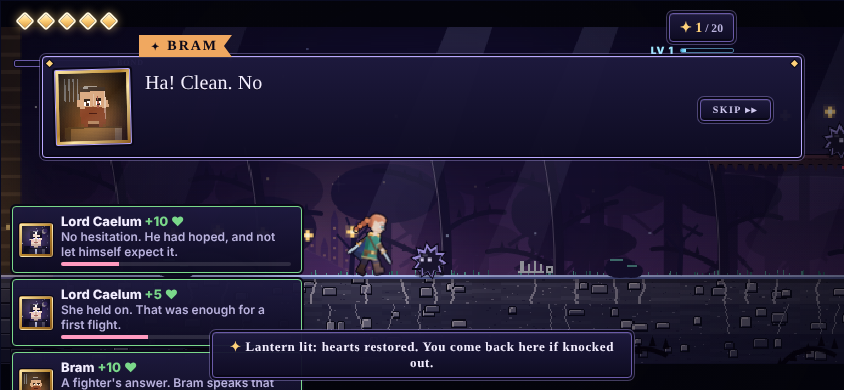 ✦ 1 / 20
✦ BRAM
LV 1
Ha! Clean. No
SKIP ▸▸
Lord Caelum +10 ♥
No hesitation. He had hoped, and not
let himself expect it.
Lord Caelum +5 ♥
She held on. That was enough for a
first flight.
Bram +10 ♥
A fighter's answer. Bram speaks that
✦ Lantern lit: hearts restored. You come back here if knocked
out.